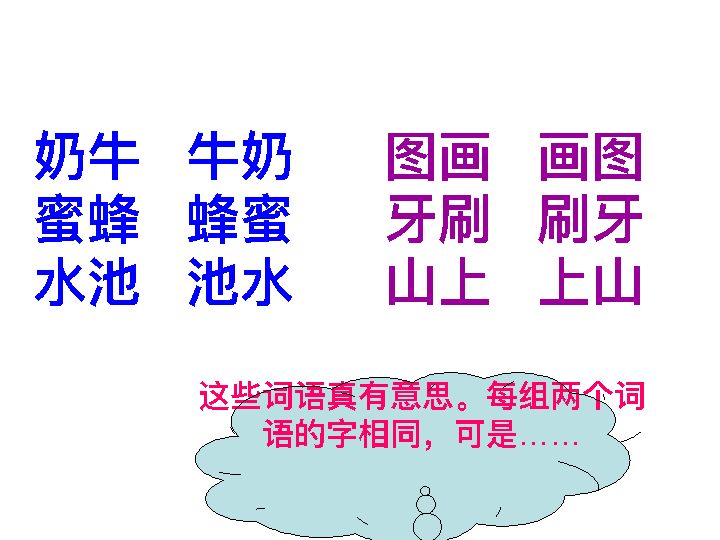 奶牛 牛奶 图画 画图
蜜蜂 蜂蜜 牙刷 刷牙
水池 池水 山上 上山
这些词语真有意思。每组两个词
语的字相同，可是……